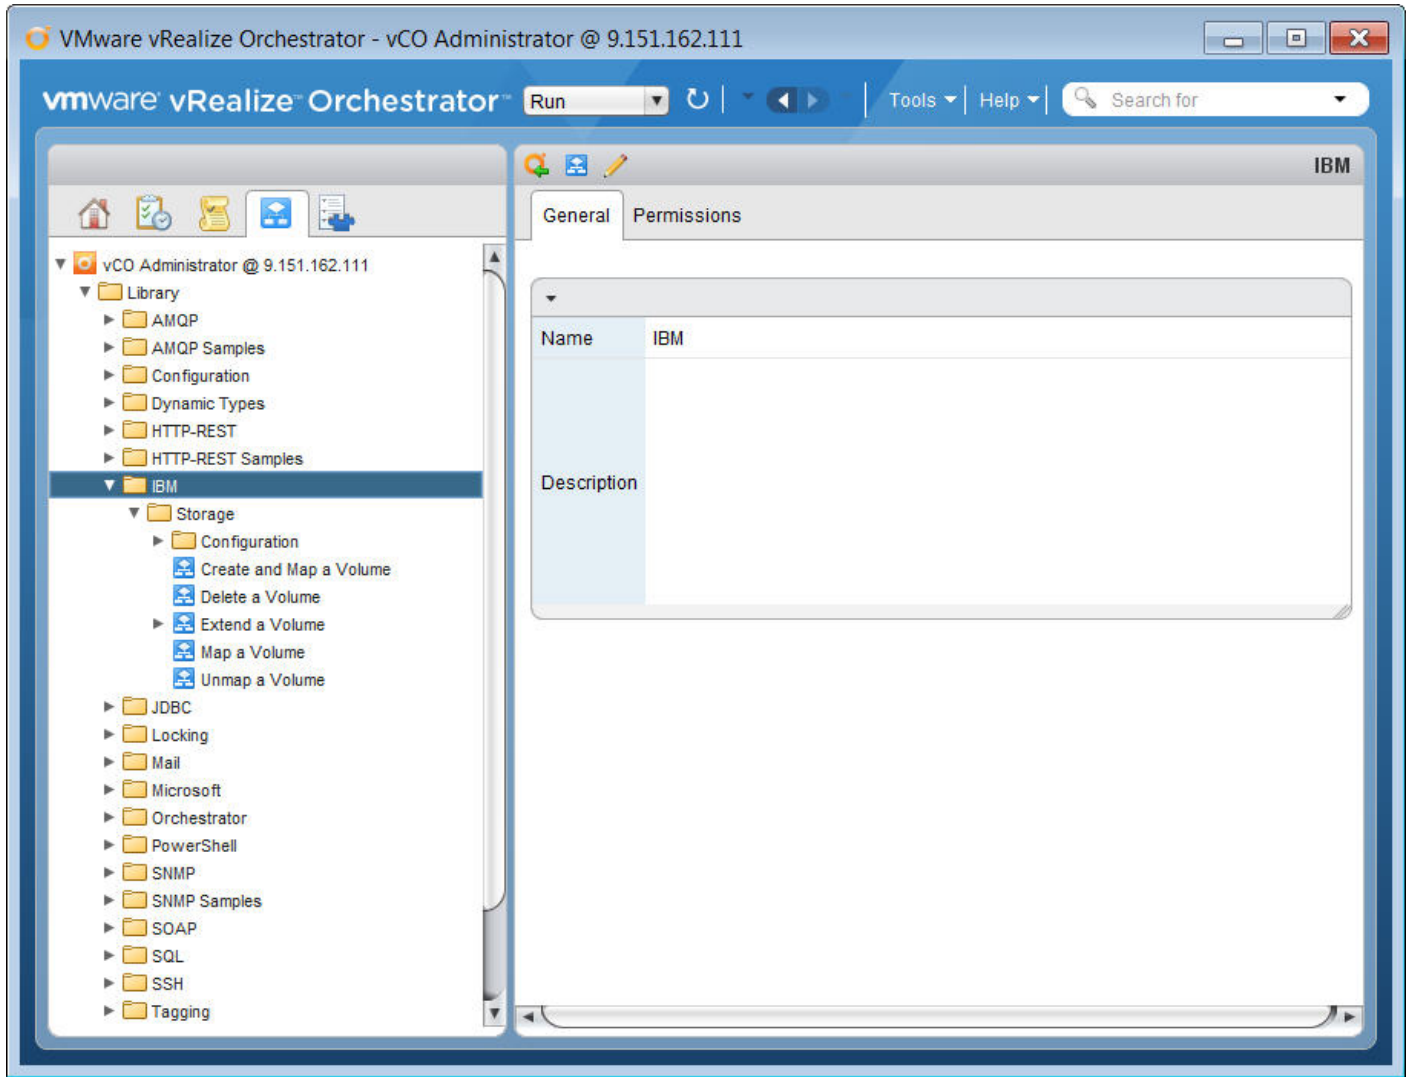 VMware vRealize Orchestrator - vCO Administrator @ 9.151.162.111
vmware vRealize™ Orchestrator™ Run Tools Help Search for
IBM
General Permissions
vCO Administrator @ 9.151.162.111
Library
AMQP
AMQP Samples
Configuration
Dynamic Types
HTTP-REST
HTTP-REST Samples
IBM
Storage
Configuration
Create and Map a Volume
Delete a Volume
Extend a Volume
Map a Volume
Unmap a Volume
JDBC
Locking
Mail
Microsoft
Orchestrator
PowerShell
SNMP
SNMP Samples
SOAP
SQL
SSH
Tagging
Name IBM
Description